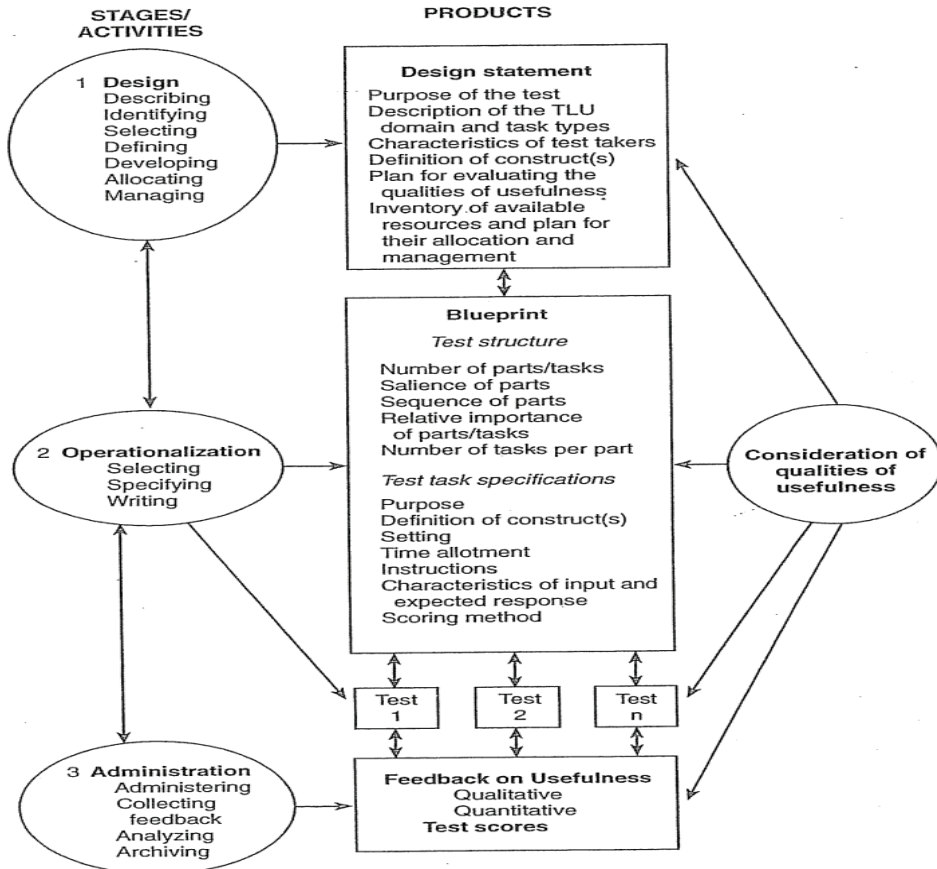 STAGES/
ACTIVITIES
PRODUCTS
1 Design
Describing
Identifying
Selecting
Defining
Developing
Allocating
Managing
Design statement
Purpose of the test
Description of the TLU
domain and task types
Characteristics of test takers
Definition of construct(s)
Plan for evaluating the
qualities of usefulness
Inventory of available
resources and plan for
their allocation and
management
Blueprint
Test structure
Number of parts/tasks
Salience of parts
Sequence of parts
Relative importance
of parts/tasks
Number of tasks per part
Test task specifications
Purpose
Definition of construct(s)
Setting
Time allotment
Instructions
Characteristics of input and
expected response
Scoring method
2 Operationalization
Selecting
Specifying
Writing
Consideration of
qualities of
usefulness
Test
1
Test
2
Test
n
3 Administration
Administering
Collecting
feedback
Analyzing
Archiving
Feedback on Usefulness
Qualitative
Quantitative
Test scores